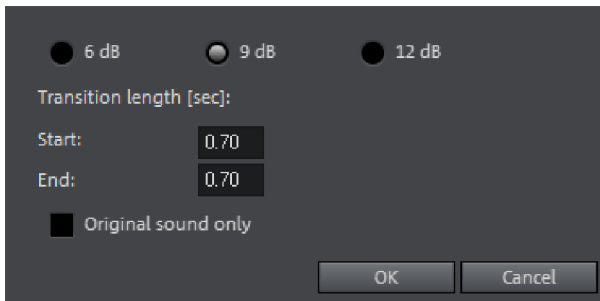 6 dB 9 dB 12 dB
Transition length [sec]:
Start: 0.70
End: 0.70
Original sound only
OK Cancel